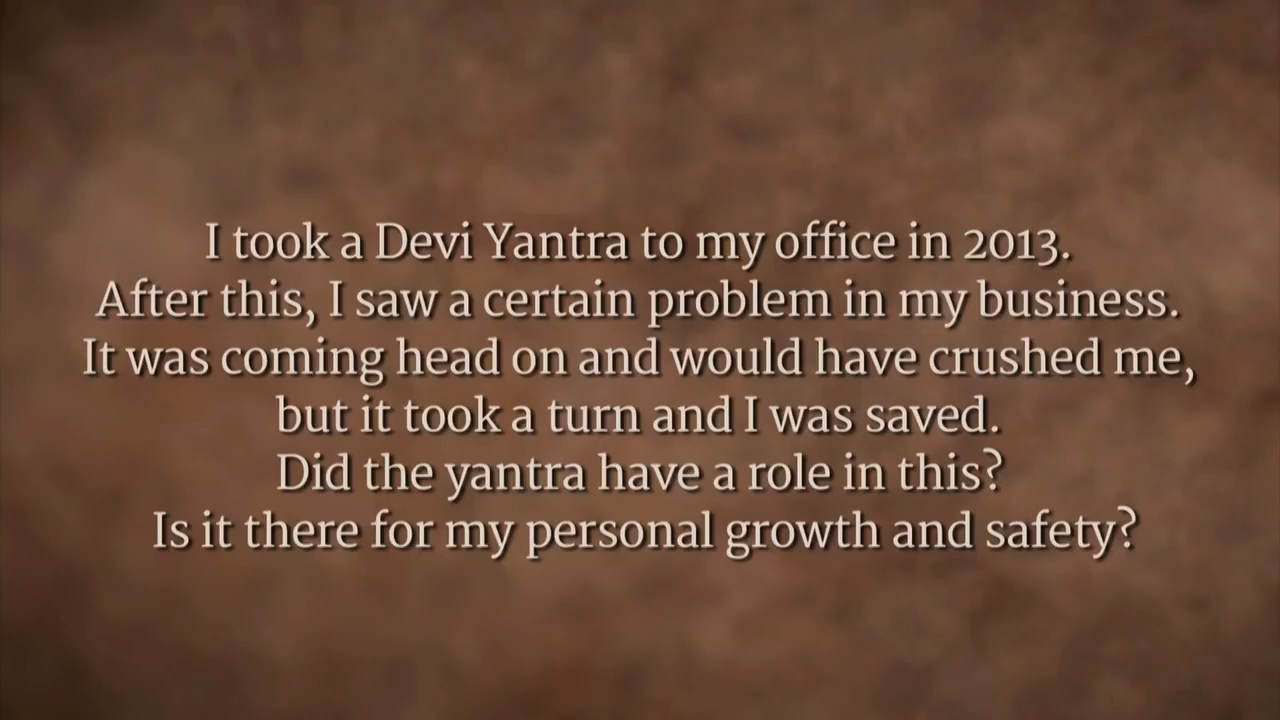 I took a Devi Yantra to my office in 2013.
After this, I saw a certain problem in my business.
It was coming head on and would have crushed me,
but it took a turn and I was saved.
Did the yantra have a role in this?
Is it there for my personal growth and safety?